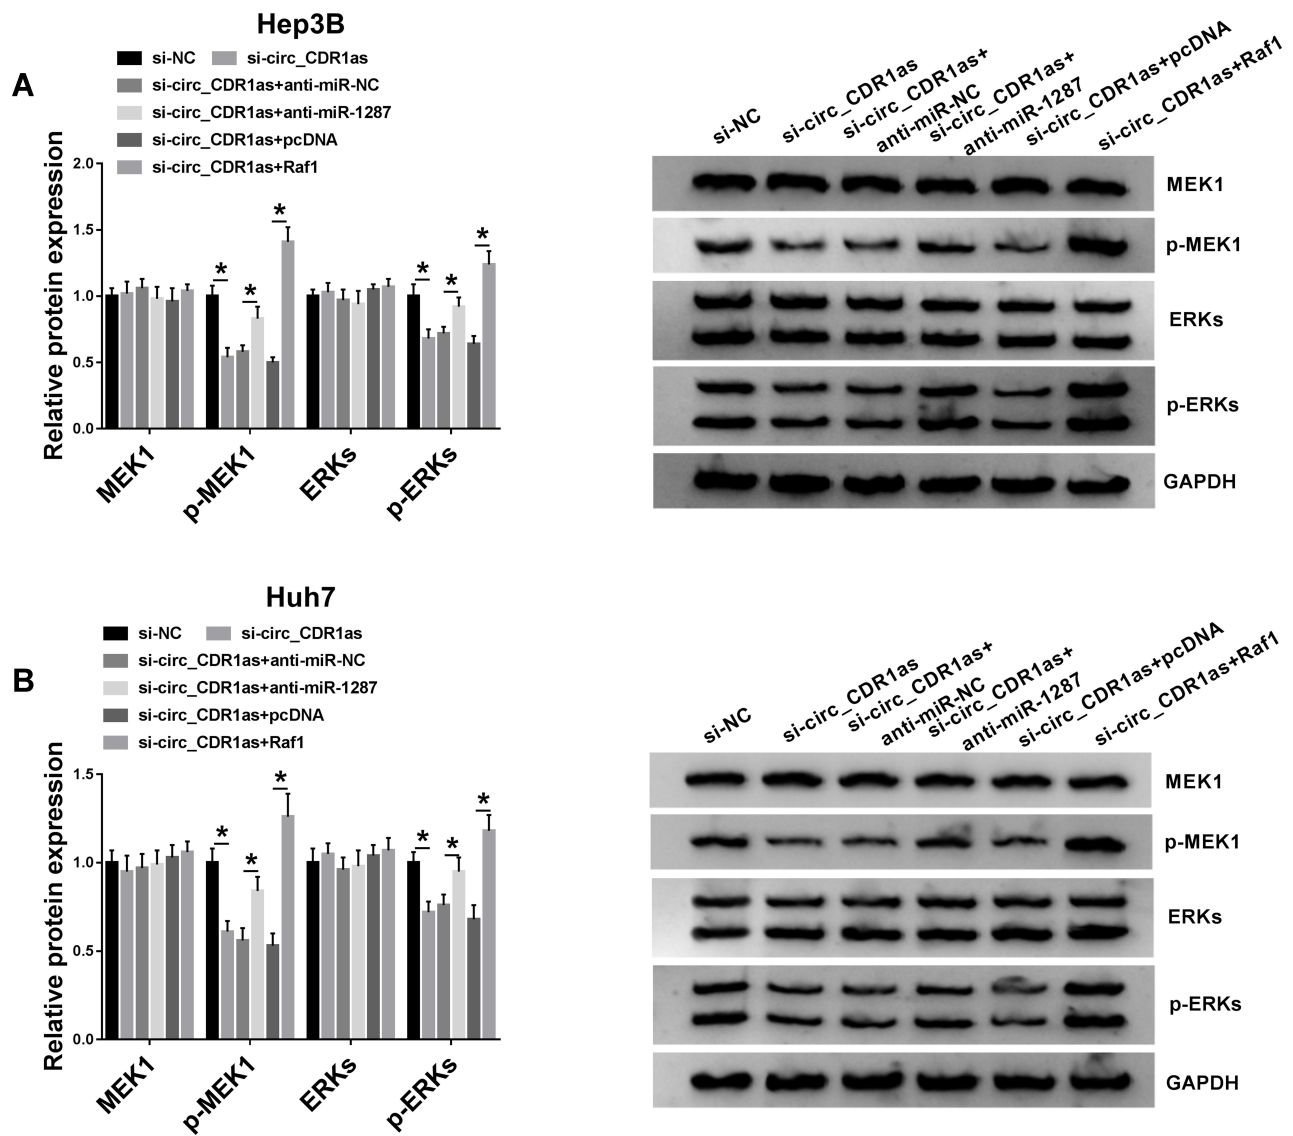 Hep3B
A
si-NC si-circ_CDR1as
si-circ_CDR1as+anti-miR-NC
si-circ_CDR1as+anti-miR-1287
si-circ_CDR1as+pcDNA
si-circ_CDR1as+Raf1
Relative protein expression
2.0
1.5
1.0
0.5
0.0
* * * * * *
MEK1 p-MEK1 ERKs p-ERKs
si-NC
si-circ_CDR1as
si-circ_CDR1as+
anti-miR-NC
si-circ_CDR1as+
anti-miR-1287
si-circ_CDR1as+pcDNA
si-circ_CDR1as+Raf1
MEK1
p-MEK1
ERKs
p-ERKs
GAPDH
Huh7
B
si-NC si-circ_CDR1as
si-circ_CDR1as+anti-miR-NC
si-circ_CDR1as+anti-miR-1287
si-circ_CDR1as+pcDNA
si-circ_CDR1as+Raf1
Relative protein expression
1.5
1.0
0.5
0.0
* * * * * *
MEK1 p-MEK1 ERKs p-ERKs
si-NC
si-circ_CDR1as
si-circ_CDR1as+
anti-miR-NC
si-circ_CDR1as+
anti-miR-1287
si-circ_CDR1as+pcDNA
si-circ_CDR1as+Raf1
MEK1
p-MEK1
ERKs
p-ERKs
GAPDH